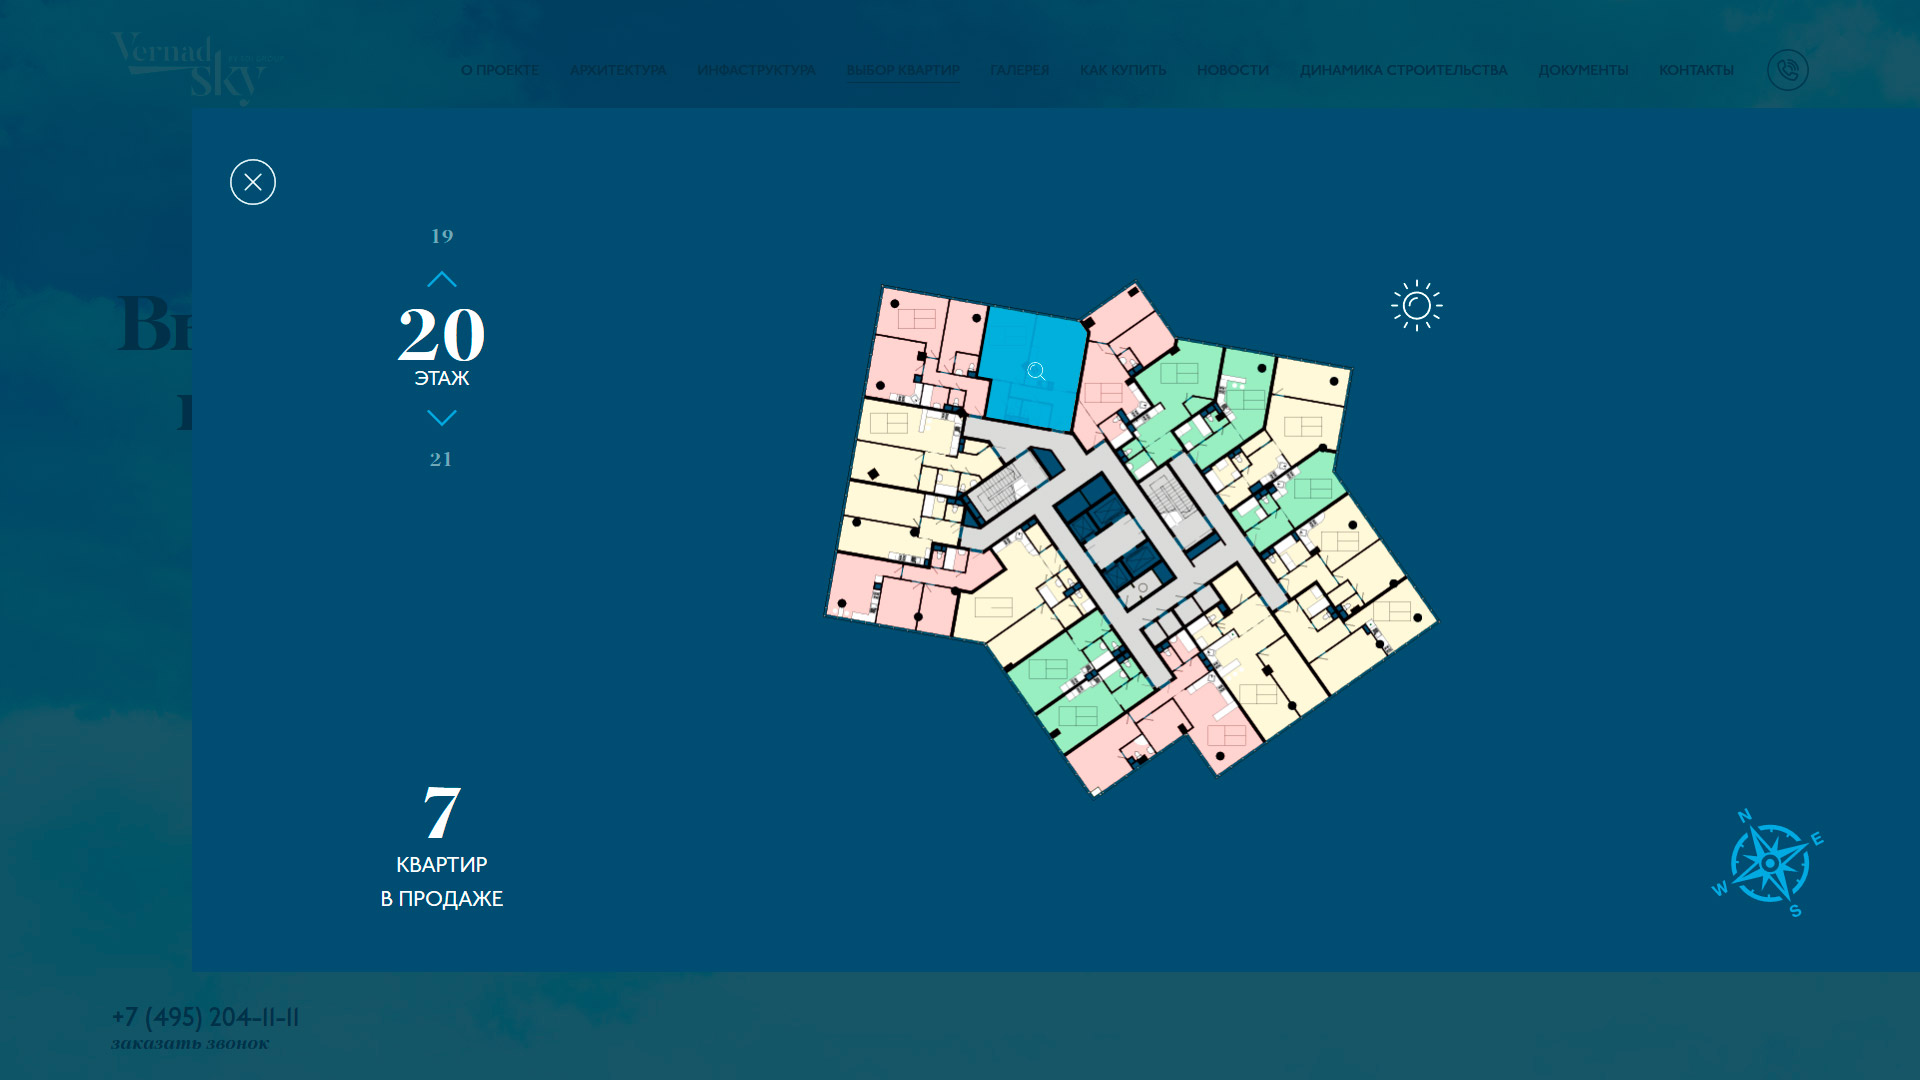 Vernad
sky
О ПРОЕКТЕ АРХИТЕКТУРА ИНФАСТРУКТУРА ВЫБОР КВАРТИР ГАЛЕРЕЯ КАК КУПИТЬ НОВОСТИ ДИНАМИКА СТРОИТЕЛЬСТВА ДОКУМЕНТЫ КОНТАКТЫ
19
20
ЭТАЖ
21
7
КВАРТИР
В ПРОДАЖЕ
N
E
W
S
+7 (495) 204-11-11
заказать звонок